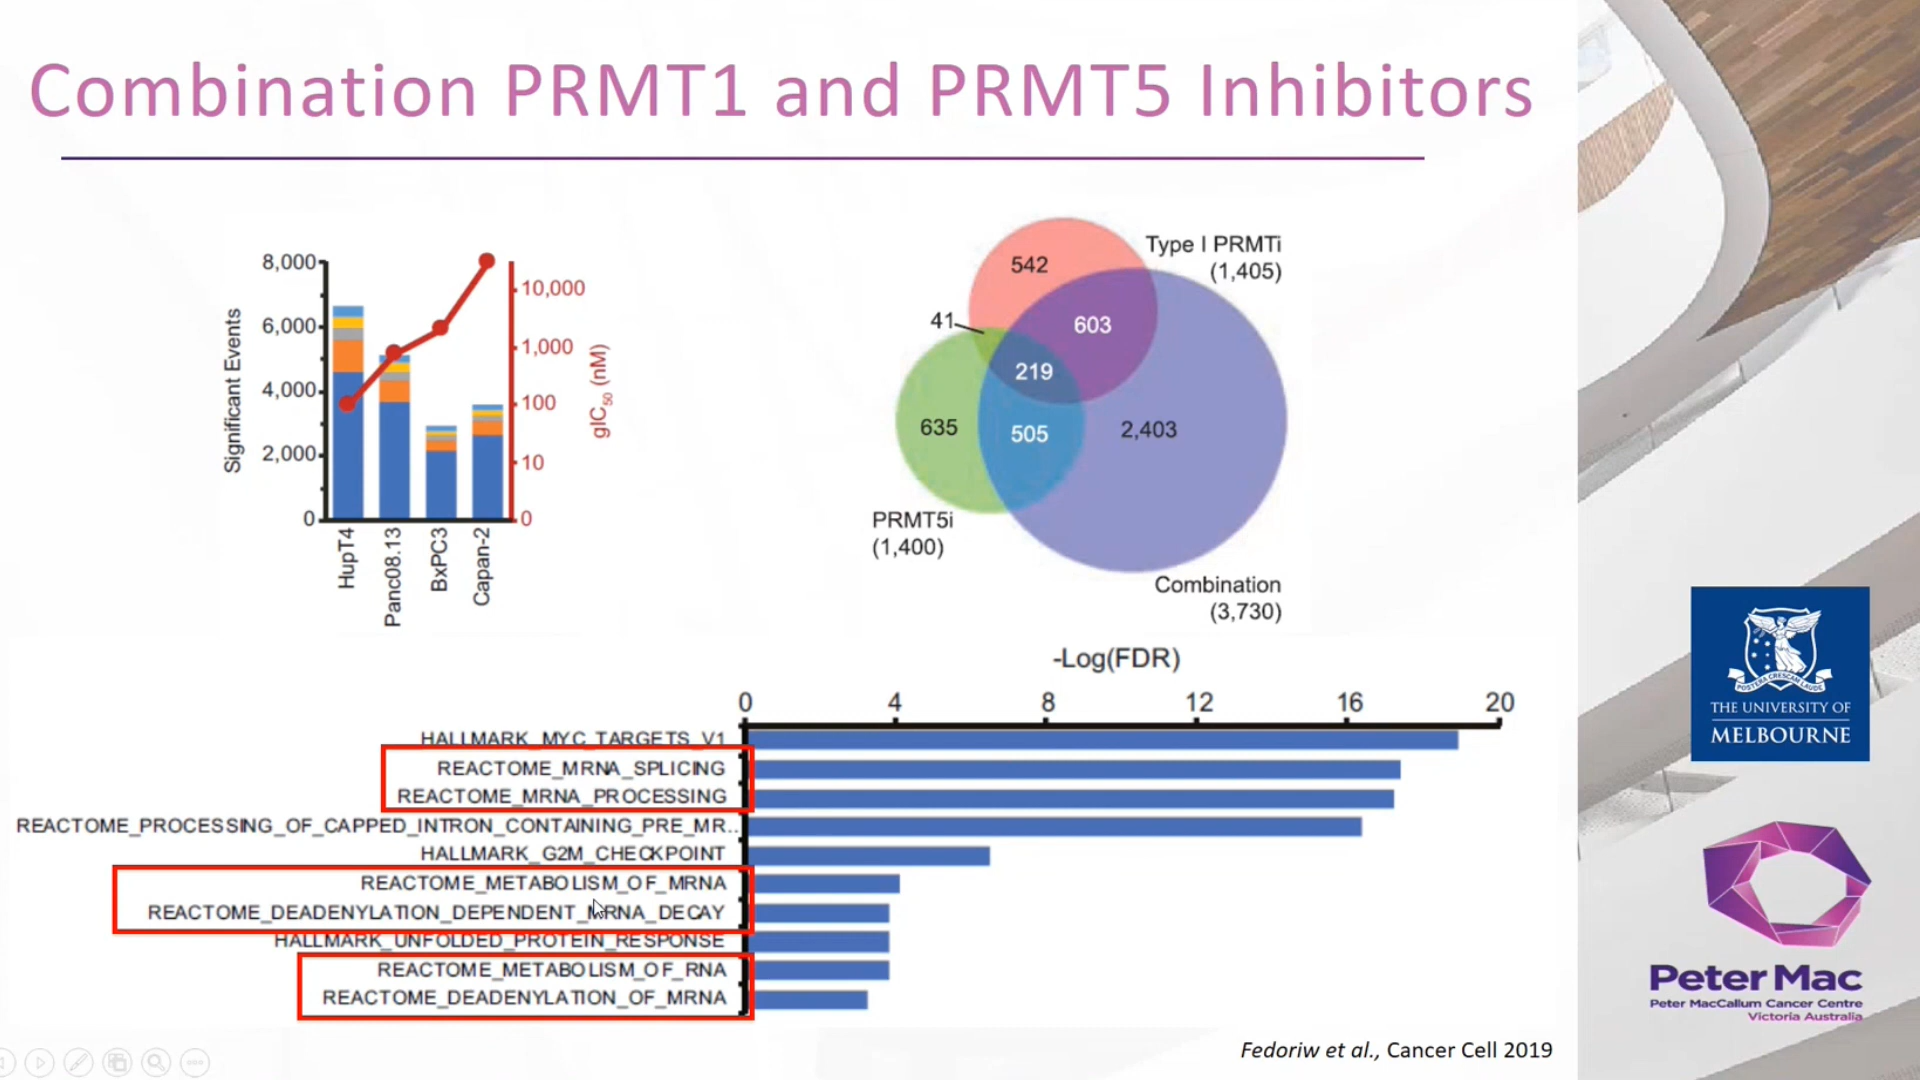 Combination PRMT1 and PRMT5 Inhibitors
8,000
6,000
4,000
2,000
0
Significant Events
10,000
1,000
100
10
0
gIC50 (nM)
HupT4
Panc08.13
BxPC3
Capan-2
542
Type I PRMTi
(1,405)
41
603
219
635
505
2,403
PRMT5i
(1,400)
Combination
(3,730)
-Log(FDR)
0 4 8 12 16 20
HALLMARK_MYC_TARGETS_V1
REACTOME_MRNA_SPLICING
REACTOME_MRNA_PROCESSING
REACTOME_PROCESSING_OF_CAPPED_INTRON_CONTAINING_PRE_MR..
HALLMARK_G2M_CHECKPOINT
REACTOME_METABOLISM_OF_MRNA
REACTOME_DEADENYLATION_DEPENDENT_MRNA_DECAY
HALLMARK_UNFOLDED_PROTEIN_RESPONSE
REACTOME_METABOLISM_OF_RNA
REACTOME_DEADENYLATION_OF_MRNA
Fedoriw et al., Cancer Cell 2019
POSTERA CRESCAM LAUDE
THE UNIVERSITY OF
MELBOURNE
Peter Mac
Peter MacCallum Cancer Centre
Victoria Australia